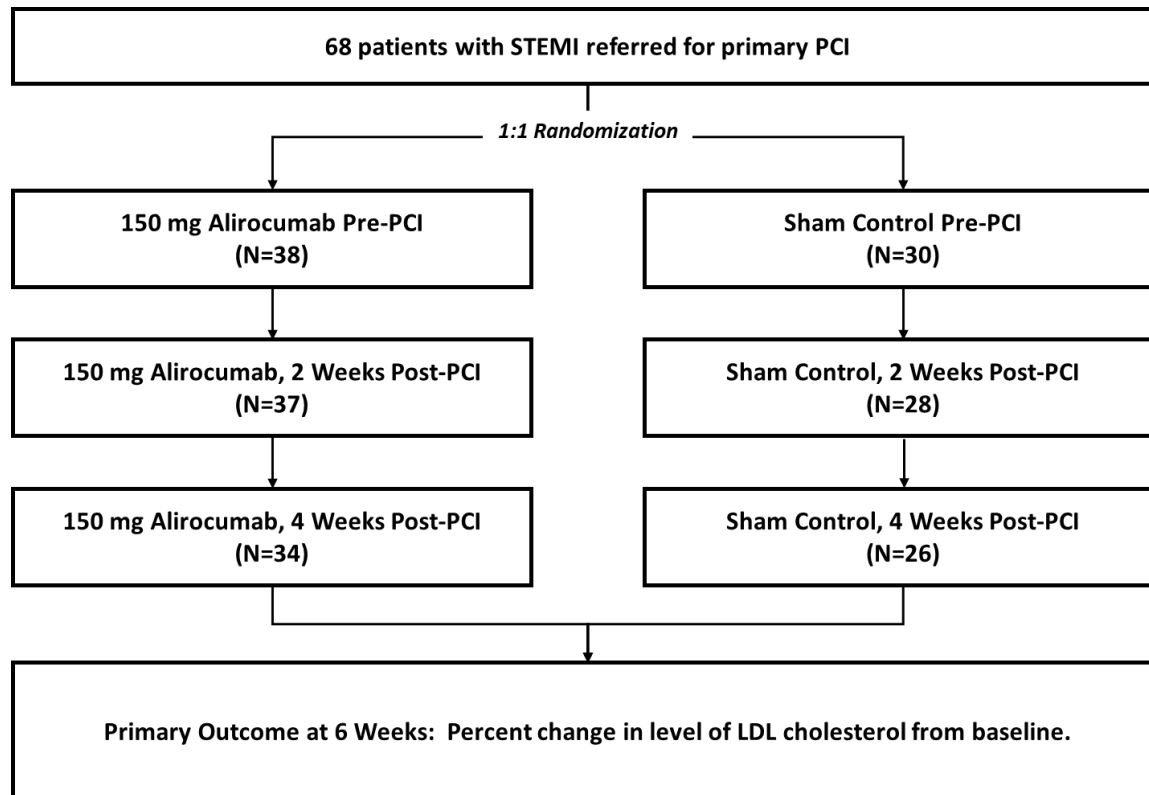 68 patients with STEMI referred for primary PCI
1:1 Randomization
150 mg Alirocumab Pre-PCI
(N=38)
Sham Control Pre-PCI
(N=30)
150 mg Alirocumab, 2 Weeks Post-PCI
(N=37)
Sham Control, 2 Weeks Post-PCI
(N=28)
150 mg Alirocumab, 4 Weeks Post-PCI
(N=34)
Sham Control, 4 Weeks Post-PCI
(N=26)
Primary Outcome at 6 Weeks: Percent change in level of LDL cholesterol from baseline.